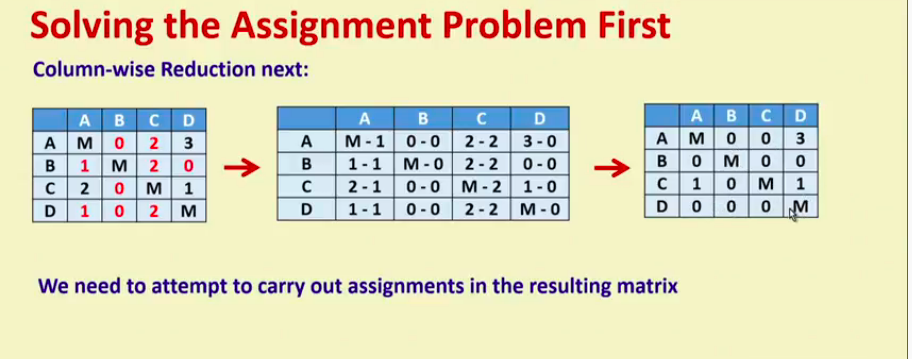 Solving the Assignment Problem First
Column-wise Reduction next:
A B C D
A M 0 2 3
B 1 M 2 0
C 2 0 M 1
D 1 0 2 M
A B C D
A M - 1 0 - 0 2 - 2 3 - 0
B 1 - 1 M - 0 2 - 2 0 - 0
C 2 - 1 0 - 0 M - 2 1 - 0
D 1 - 1 0 - 0 2 - 2 M - 0
A B C D
A M 0 0 3
B 0 M 0 0
C 1 0 M 1
D 0 0 0 M
We need to attempt to carry out assignments in the resulting matrix